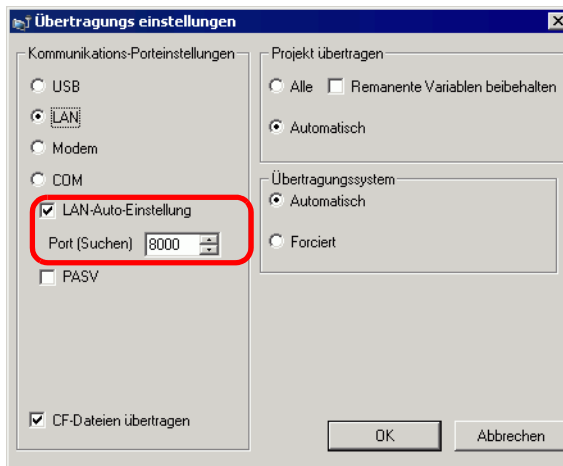 Übertragungs einstellungen
Kommunikations-Porteinstellungen
USB
LAN
Modem
COM
LAN-Auto-Einstellung
Port (Suchen) 8000
PASV
CF-Dateien übertragen
Projekt übertragen
Alle Remanente Variablen beibehalten
Automatisch
Übertragungssystem
Automatisch
Forciert
OK Abbrechen